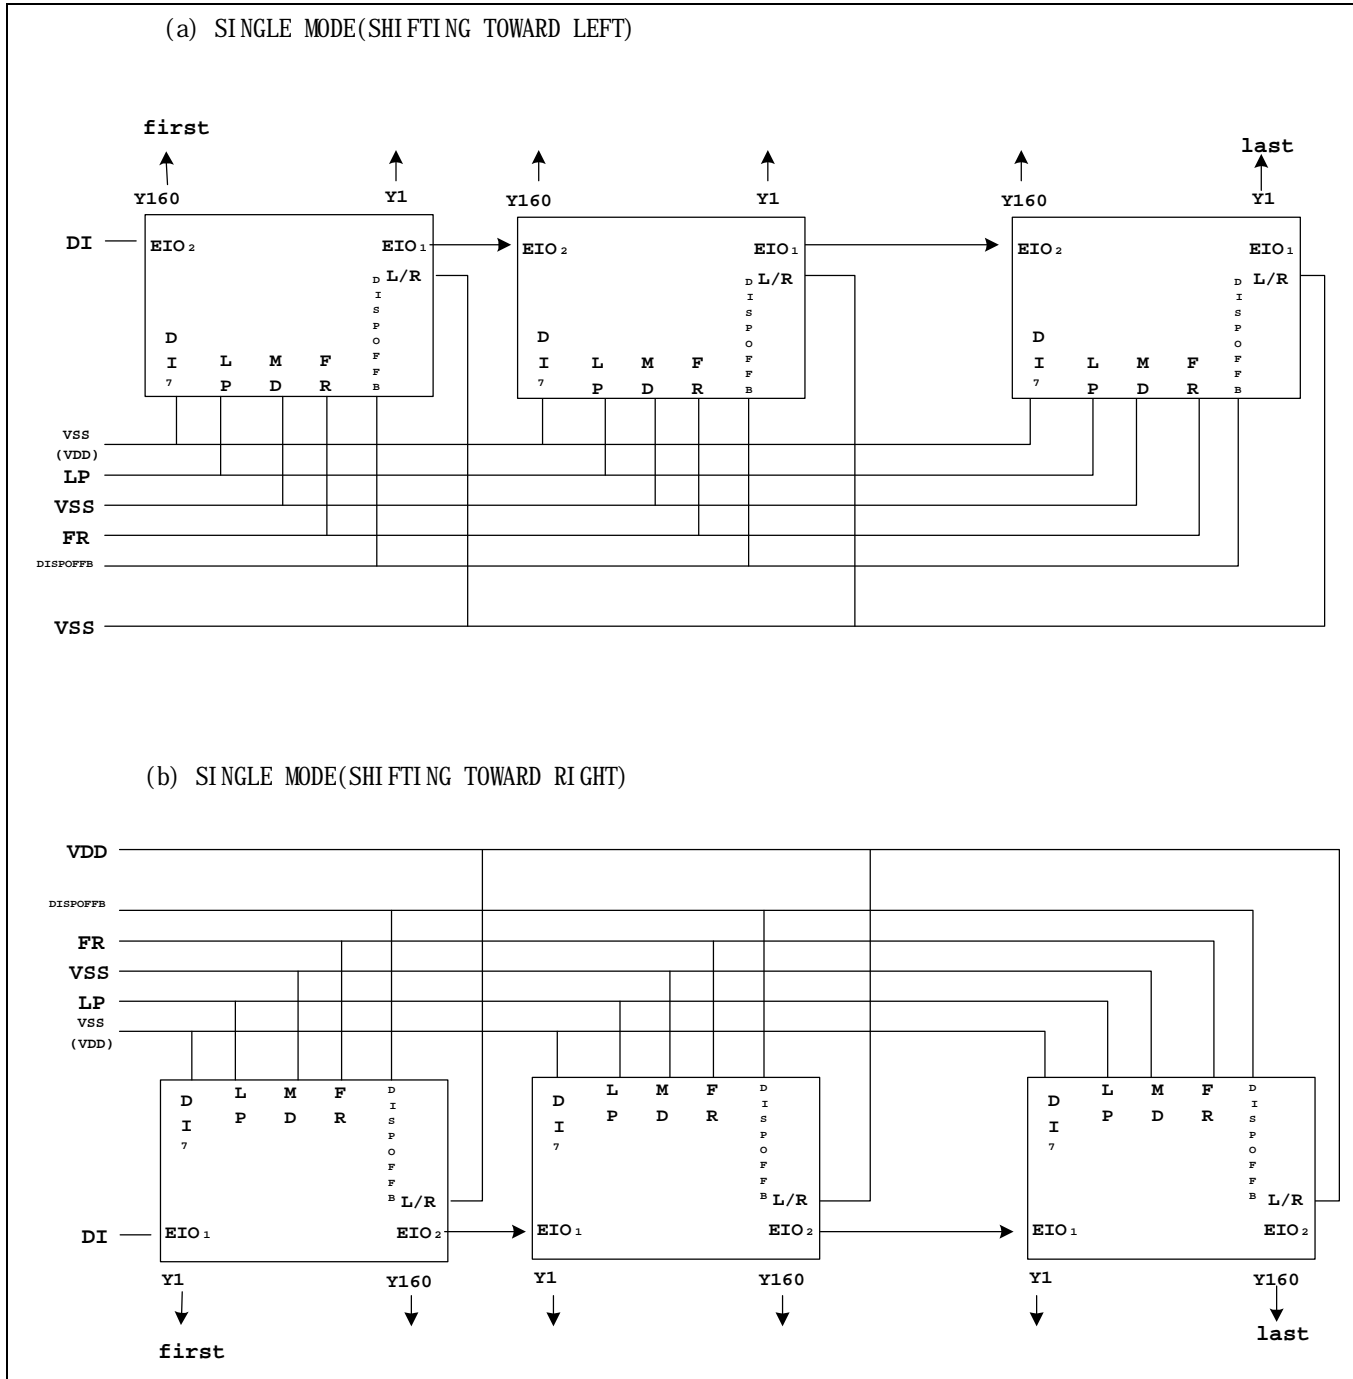 (a) SINGLE MODE(SHIFTING TOWARD LEFT)
first
last
Y160 Y1 Y160 Y1 Y160 Y1
DI EIO2 EIO1 EIO2 EIO1 EIO2 EIO1
L/R L/R L/R
DI7 LP MD FR DISPOFFB
DI7 LP MD FR DISPOFFB
DI7 LP MD FR DISPOFFB
VSS
(VDD)
LP
VSS
FR
DISPOFFB
VSS
(b) SINGLE MODE(SHIFTING TOWARD RIGHT)
VDD
DISPOFFB
FR
VSS
LP
VSS
(VDD)
DI7 LP MD FR DISPOFFB
DI7 LP MD FR DISPOFFB
DI7 LP MD FR DISPOFFB
L/R L/R L/R
DI EIO1 EIO2 EIO1 EIO2 EIO1 EIO2
Y1 Y160 Y1 Y160 Y1 Y160
first
last